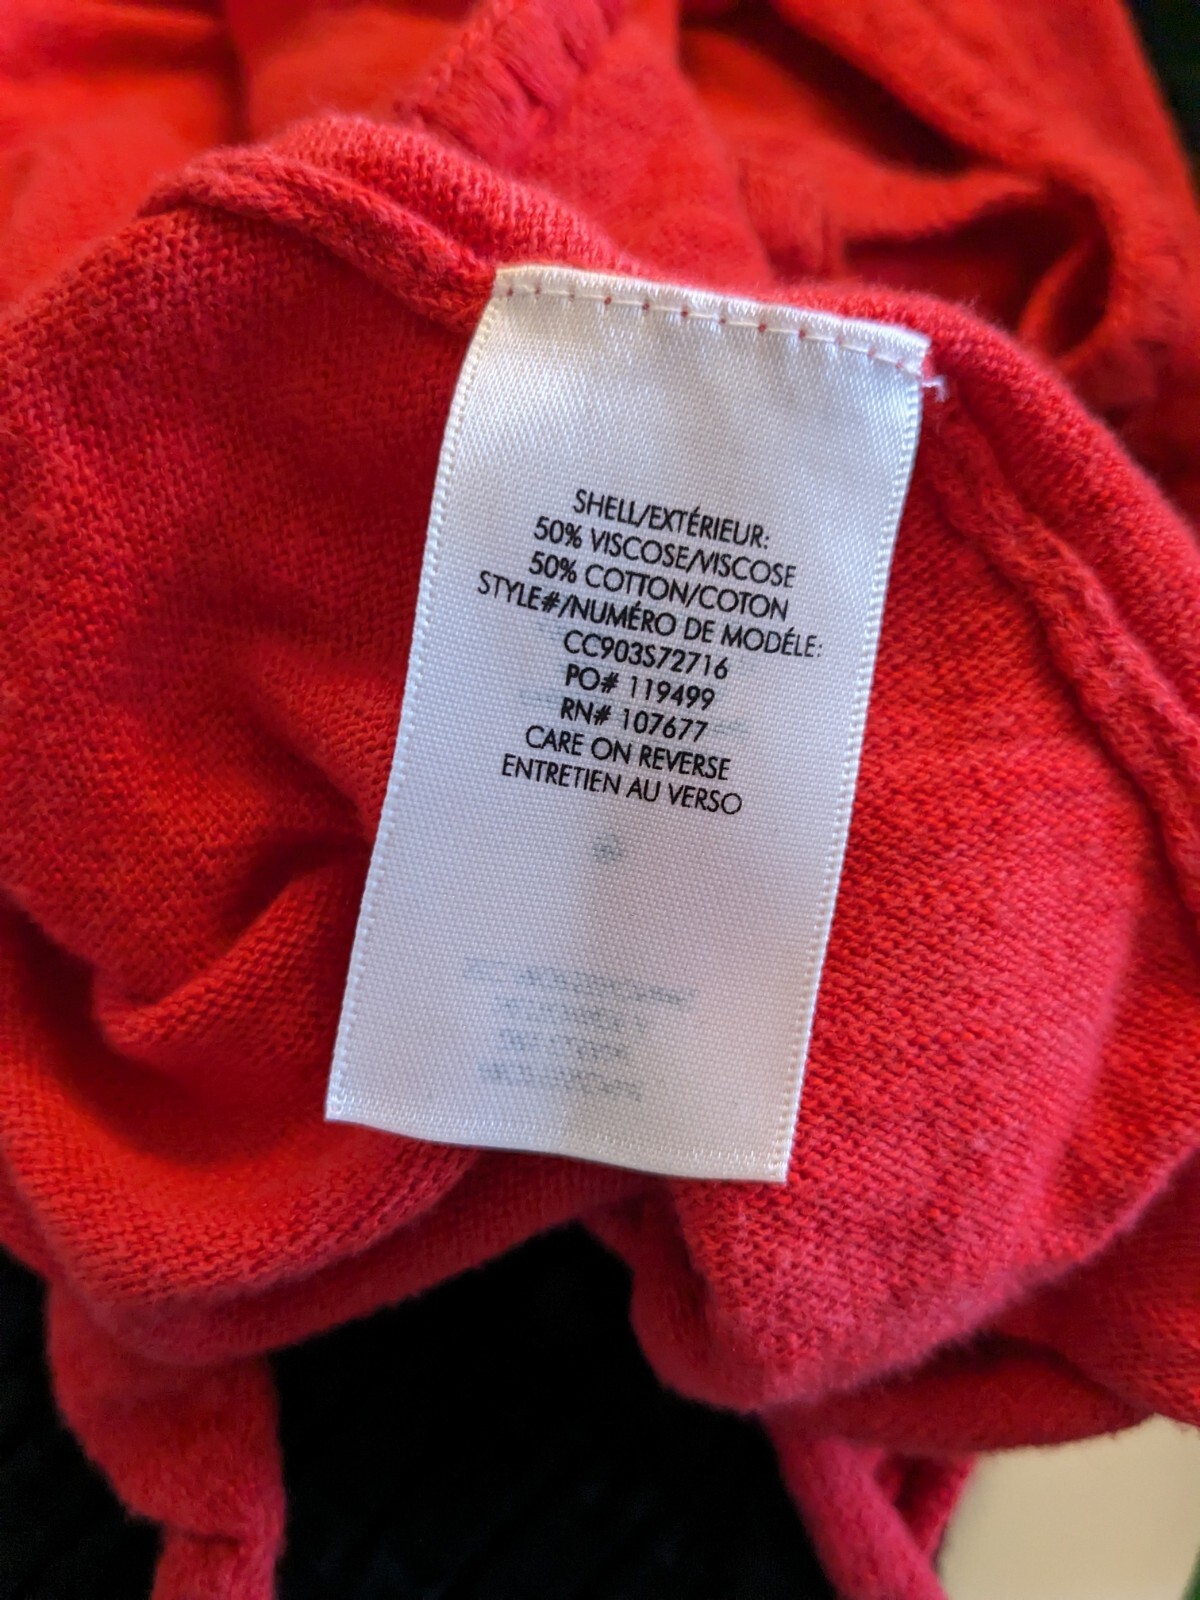 SHELL/EXTÉRIEUR:
50% VISCOSE/VISCOSE
50% COTTON/COTON
STYLE#/NUMÉRO DE MODÉLE:
CC903S72716
PO# 119499
RN# 107677
CARE ON REVERSE
ENTRETIEN AU VERSO